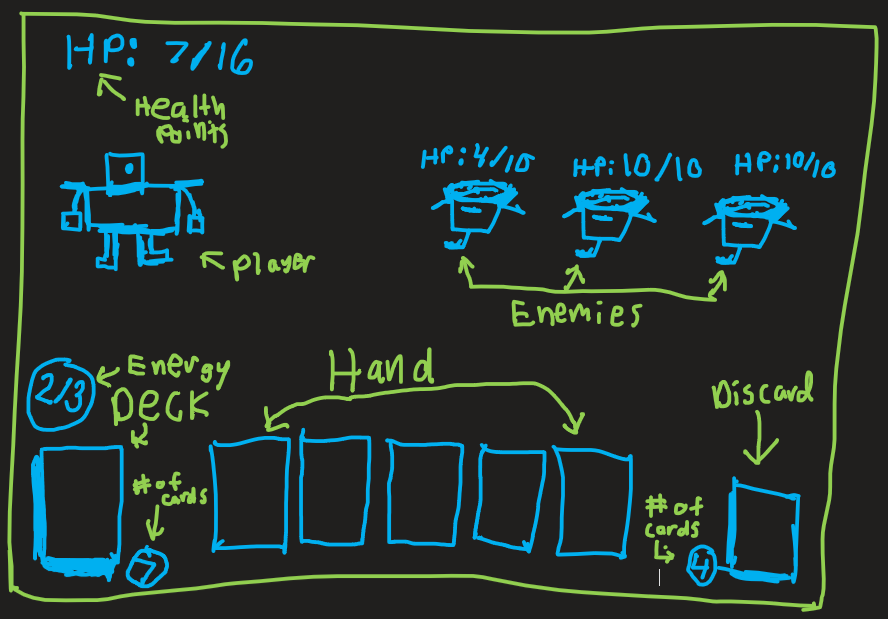 HP: 7/16
Health
Points
HP: 4/10
HP: 10/10
HP: 10/10
Player
Enemies
2/3
Energy
DECK
Hand
Discard
# of
cards
7
# of
cards
4